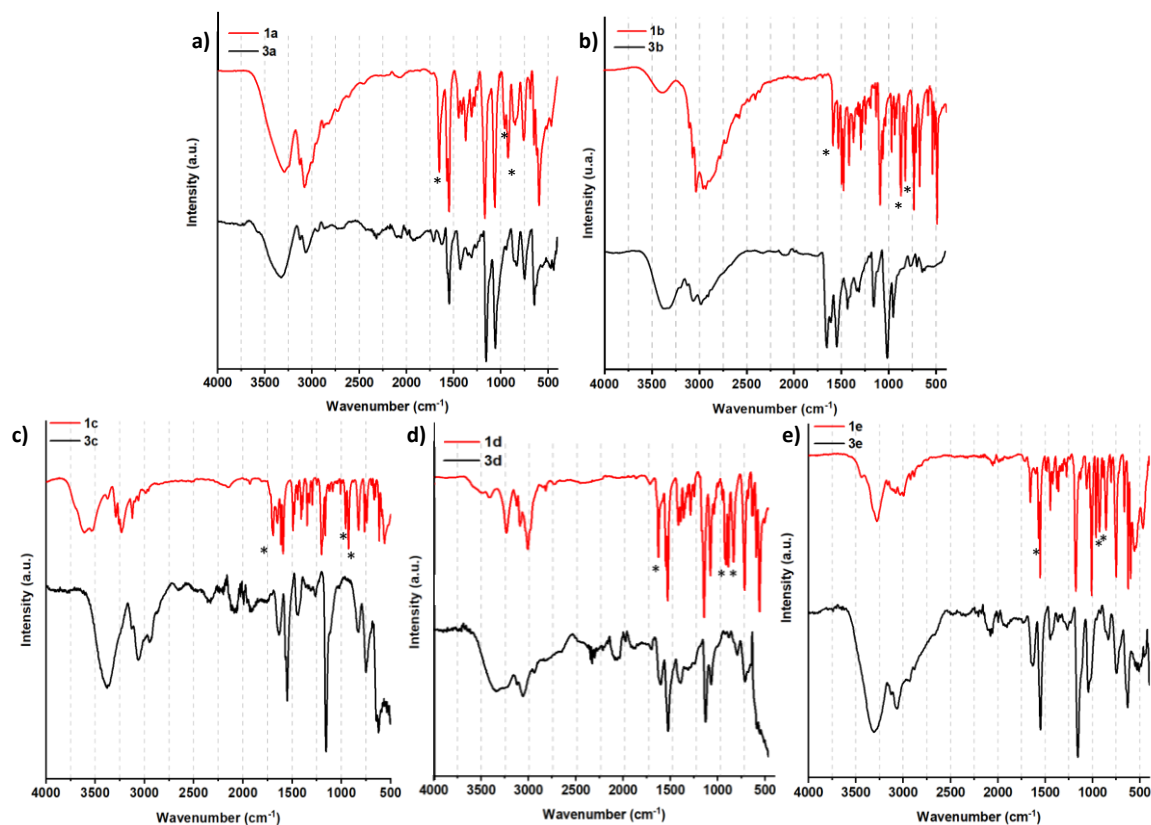 a)
1a
3a
Intensity (a.u.)
*
*
*
4000 3500 3000 2500 2000 1500 1000 500
Wavenumber (cm⁻¹)
b)
1b
3b
Intensity (u.a.)
*
*
*
4000 3500 3000 2500 2000 1500 1000 500
Wavenumber (cm⁻¹)
c)
1c
3c
Intensity (a.u.)
*
*
*
4000 3500 3000 2500 2000 1500 1000 500
Wavenumber (cm⁻¹)
d)
1d
3d
Intensity (a.u.)
*
*
*
4000 3500 3000 2500 2000 1500 1000 500
Wavenumber (cm⁻¹)
e)
1e
3e
Intensity (a.u.)
*
*
*
4000 3500 3000 2500 2000 1500 1000 500
Wavenumber (cm⁻¹)